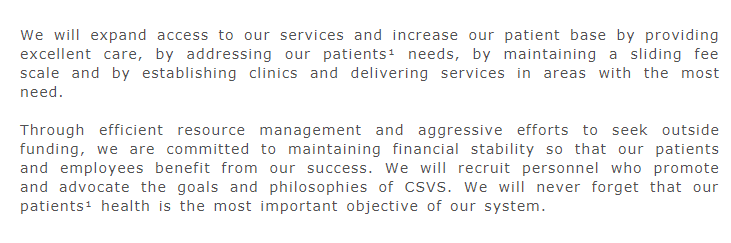 We will expand access to our services and increase our patient base by providing
excellent care, by addressing our patients¹ needs, by maintaining a sliding fee
scale and by establishing clinics and delivering services in areas with the most
need.
Through efficient resource management and aggressive efforts to seek outside
funding, we are committed to maintaining financial stability so that our patients
and employees benefit from our success. We will recruit personnel who promote
and advocate the goals and philosophies of CSVS. We will never forget that our
patients¹ health is the most important objective of our system.